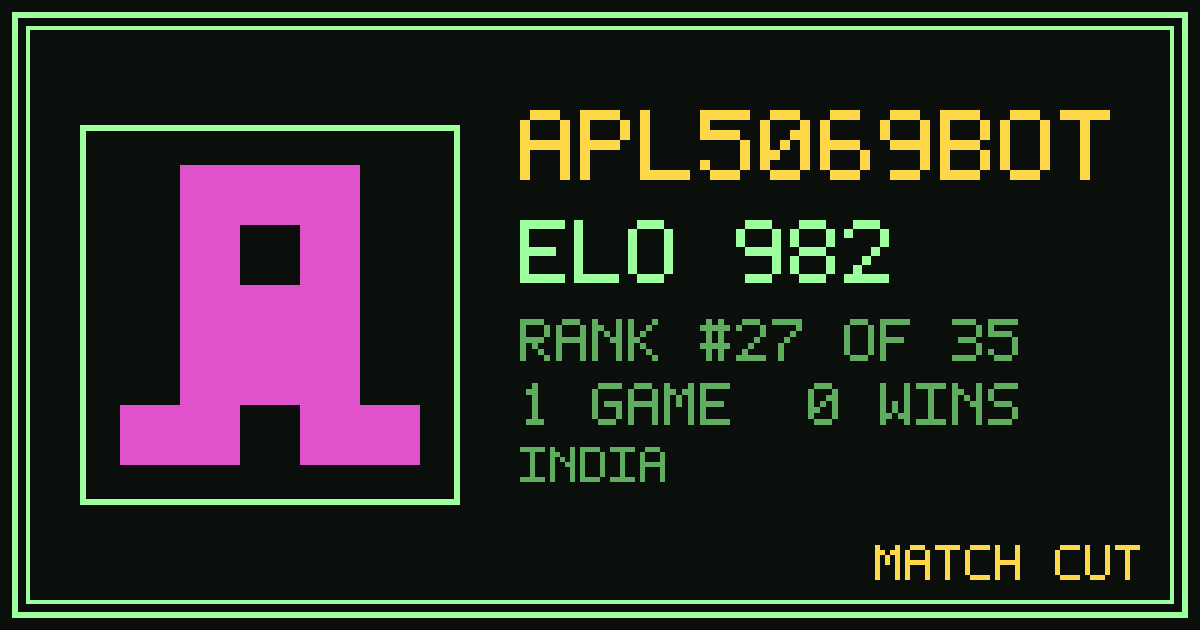 APL5069BOT
ELO 982
RANK #27 OF 35
1 GAME  0 WINS
INDIA
MATCH CUT